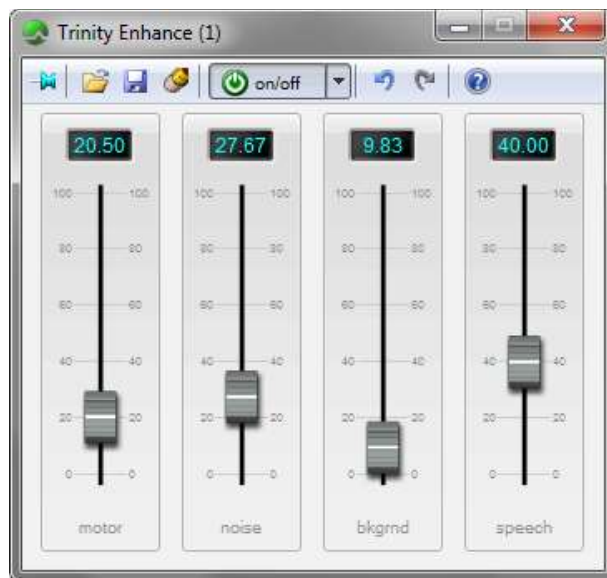 Trinity Enhance (1)
on/off
20.50 27.67 9.83 40.00
100 100 100 100 100 100 100 100
80 80 80 80 80 80 80 80
60 60 60 60 60 60 60 60
40 40 40 40 40 40 40 40
20 20 20 20 20 20
0 0 0 0 0 0 0 0
motor noise bkgrnd speech